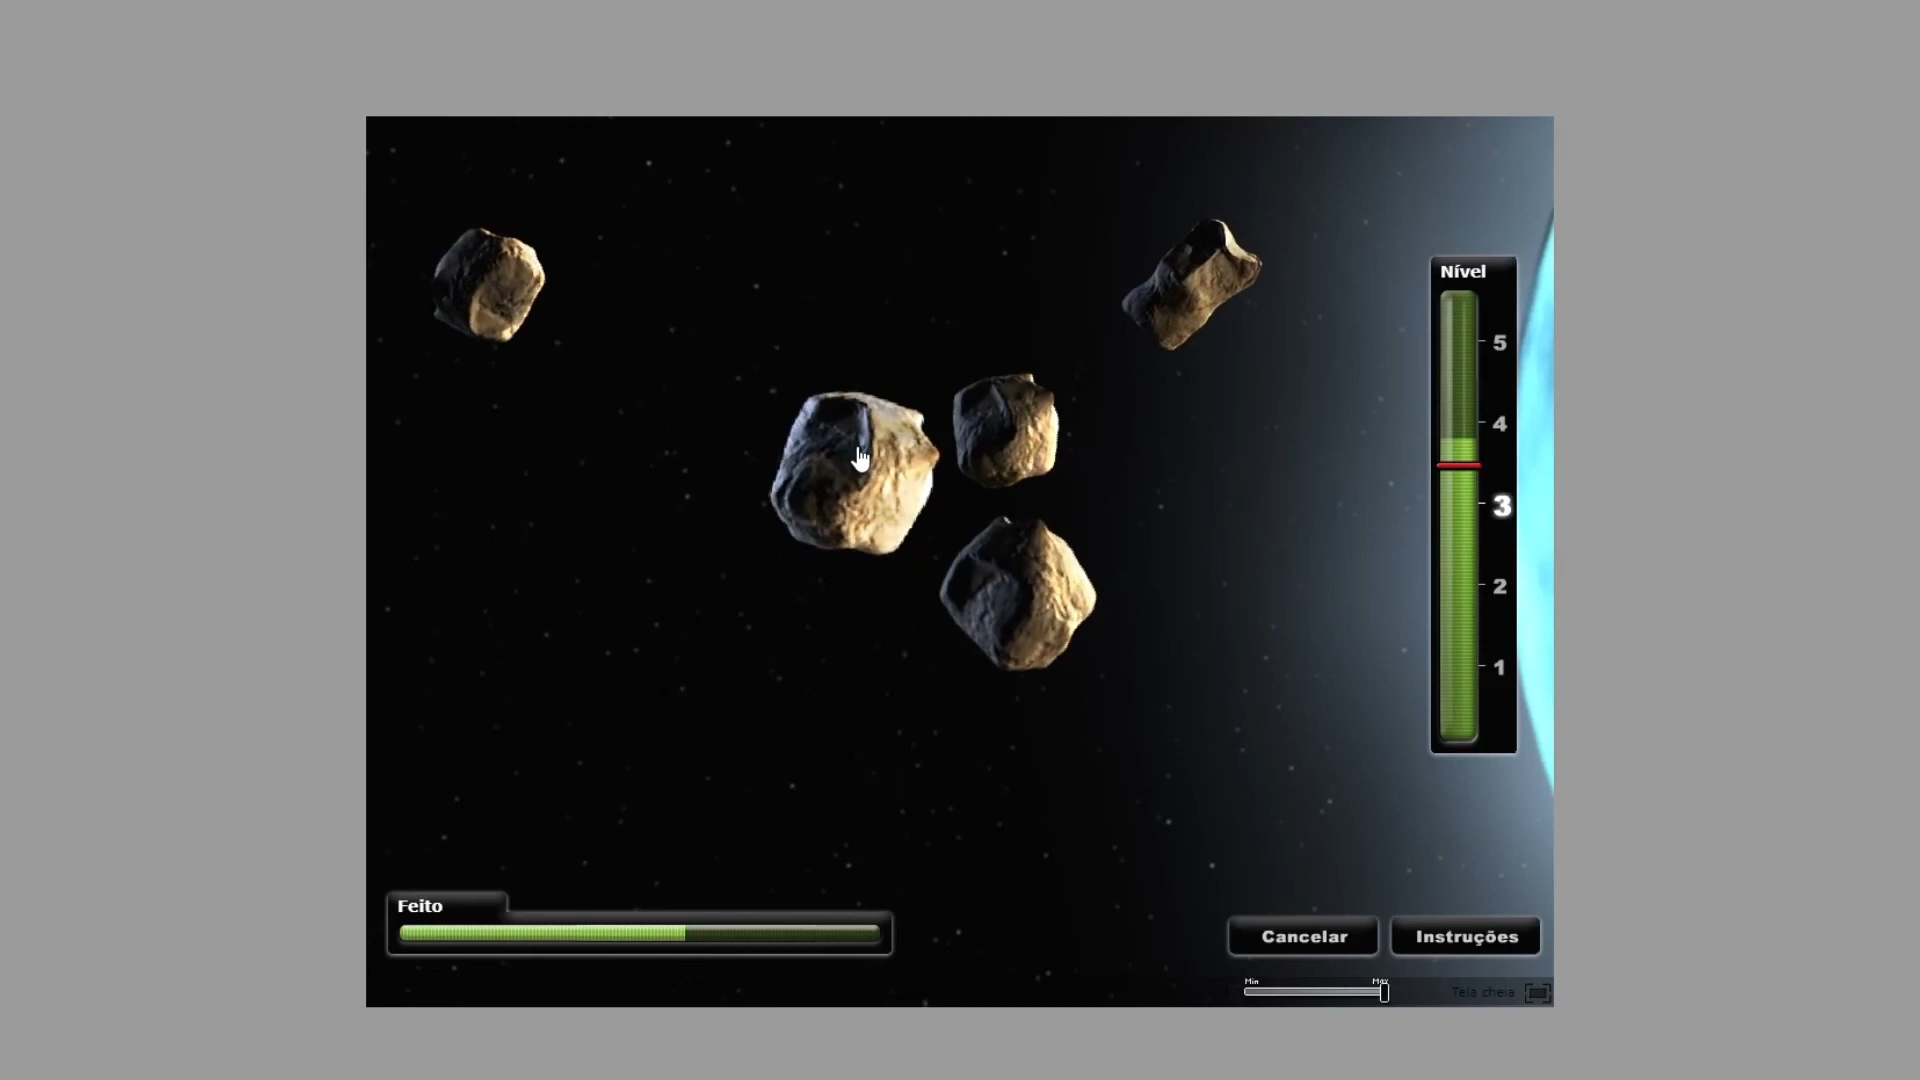 Nível
5
4
3
2
1
Feito
Cancelar
Instruções
Min
Max
Tela cheia